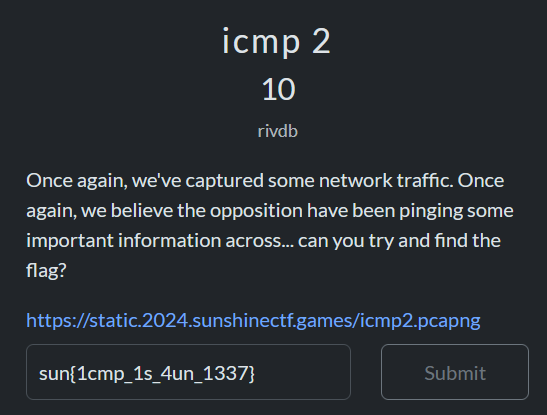 icmp 2
10
rivdb
Once again, we've captured some network traffic. Once
again, we believe the opposition have been pinging some
important information across... can you try and find the
flag?
https://static.2024.sunshinectf.games/icmp2.pcapng
sun{1cmp_1s_4un_1337} Submit